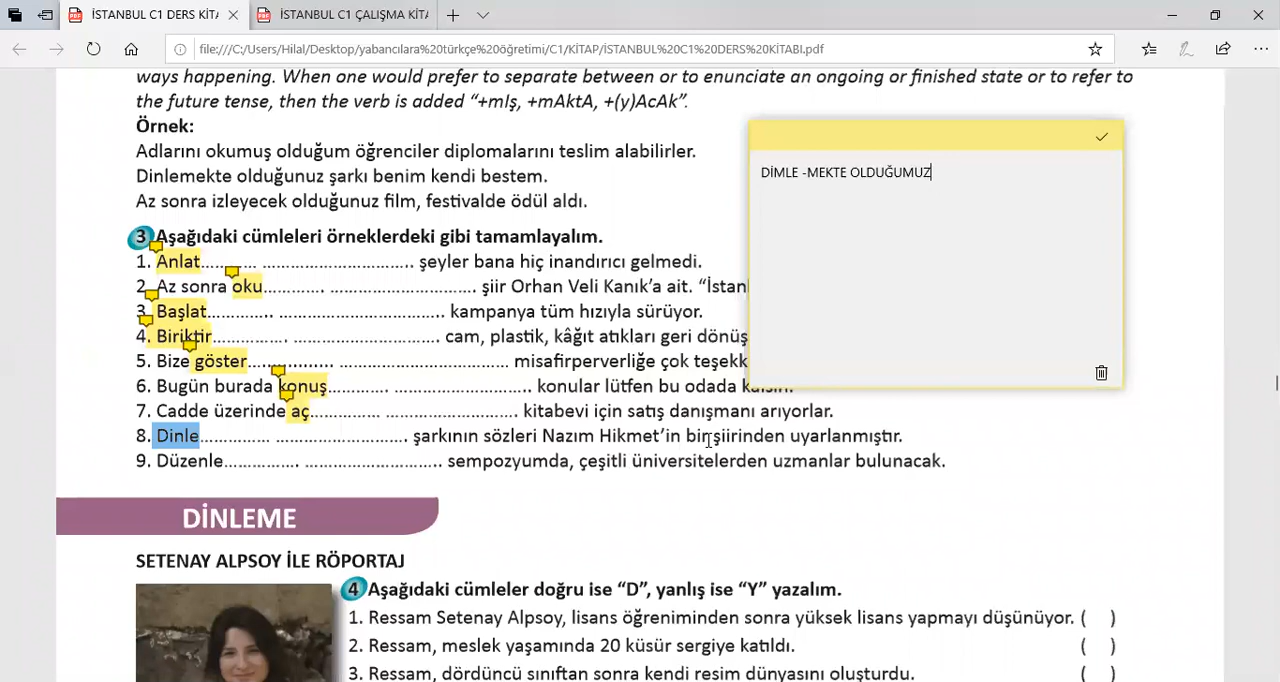 İSTANBUL C1 DERS KİTA
İSTANBUL C1 ÇALIŞMA KİTA
file:///C:/Users/Hilal/Desktop/yabancılara%20türkçe%20öğretimi/C1/KİTAP/İSTANBUL%20C1%20DERS%20KİTABI.pdf
ways happening. When one would prefer to separate between or to enunciate an ongoing or finished state or to refer to
the future tense, then the verb is added “+mIş, +mAktA, +(y)AcAk”.
Örnek:
Adlarını okumuş olduğum öğrenciler diplomalarını teslim alabilirler.
Dinlemekte olduğunuz şarkı benim kendi bestem.
Az sonra izleyecek olduğunuz film, festivalde ödül aldı.
DİMLE -MEKTE OLDUĞUMUZ
3 Aşağıdaki cümleleri örneklerdeki gibi tamamlayalım.
1. Anlat………… ………………………….. şeyler bana hiç inandırıcı gelmedi.
2. Az sonra oku…………. ………………………….. şiir Orhan Veli Kanık’a ait. “İstan
3. Başlat………….. ………………………….. kampanya tüm hızıyla sürüyor.
4. Biriktir……………. ………………………….. cam, plastik, kâğıt atıkları geri dönüş
5. Bize göster……………….. ………………………….. misafirperverliğe çok teşekk
6. Bugün burada konuş………….. ………………………….. konular lütfen bu odada kalsın.
7. Cadde üzerinde aç…………… ………………………….. kitabevi için satış danışmanı arıyorlar.
8. Dinle…………… ………………………….. şarkının sözleri Nazım Hikmet’in bir şiirinden uyarlanmıştır.
9. Düzenle……………. ………………………….. sempozyumda, çeşitli üniversitelerden uzmanlar bulunacak.
DİNLEME
SETENAY ALPSOY İLE RÖPORTAJ
4 Aşağıdaki cümleler doğru ise “D”, yanlış ise “Y” yazalım.
1. Ressam Setenay Alpsoy, lisans öğreniminden sonra yüksek lisans yapmayı düşünüyor. ( )
2. Ressam, meslek yaşamında 20 küsür sergiye katıldı. ( )
3. Ressam, dördüncü sınıftan sonra kendi resim dünyasını oluşturdu. ( )